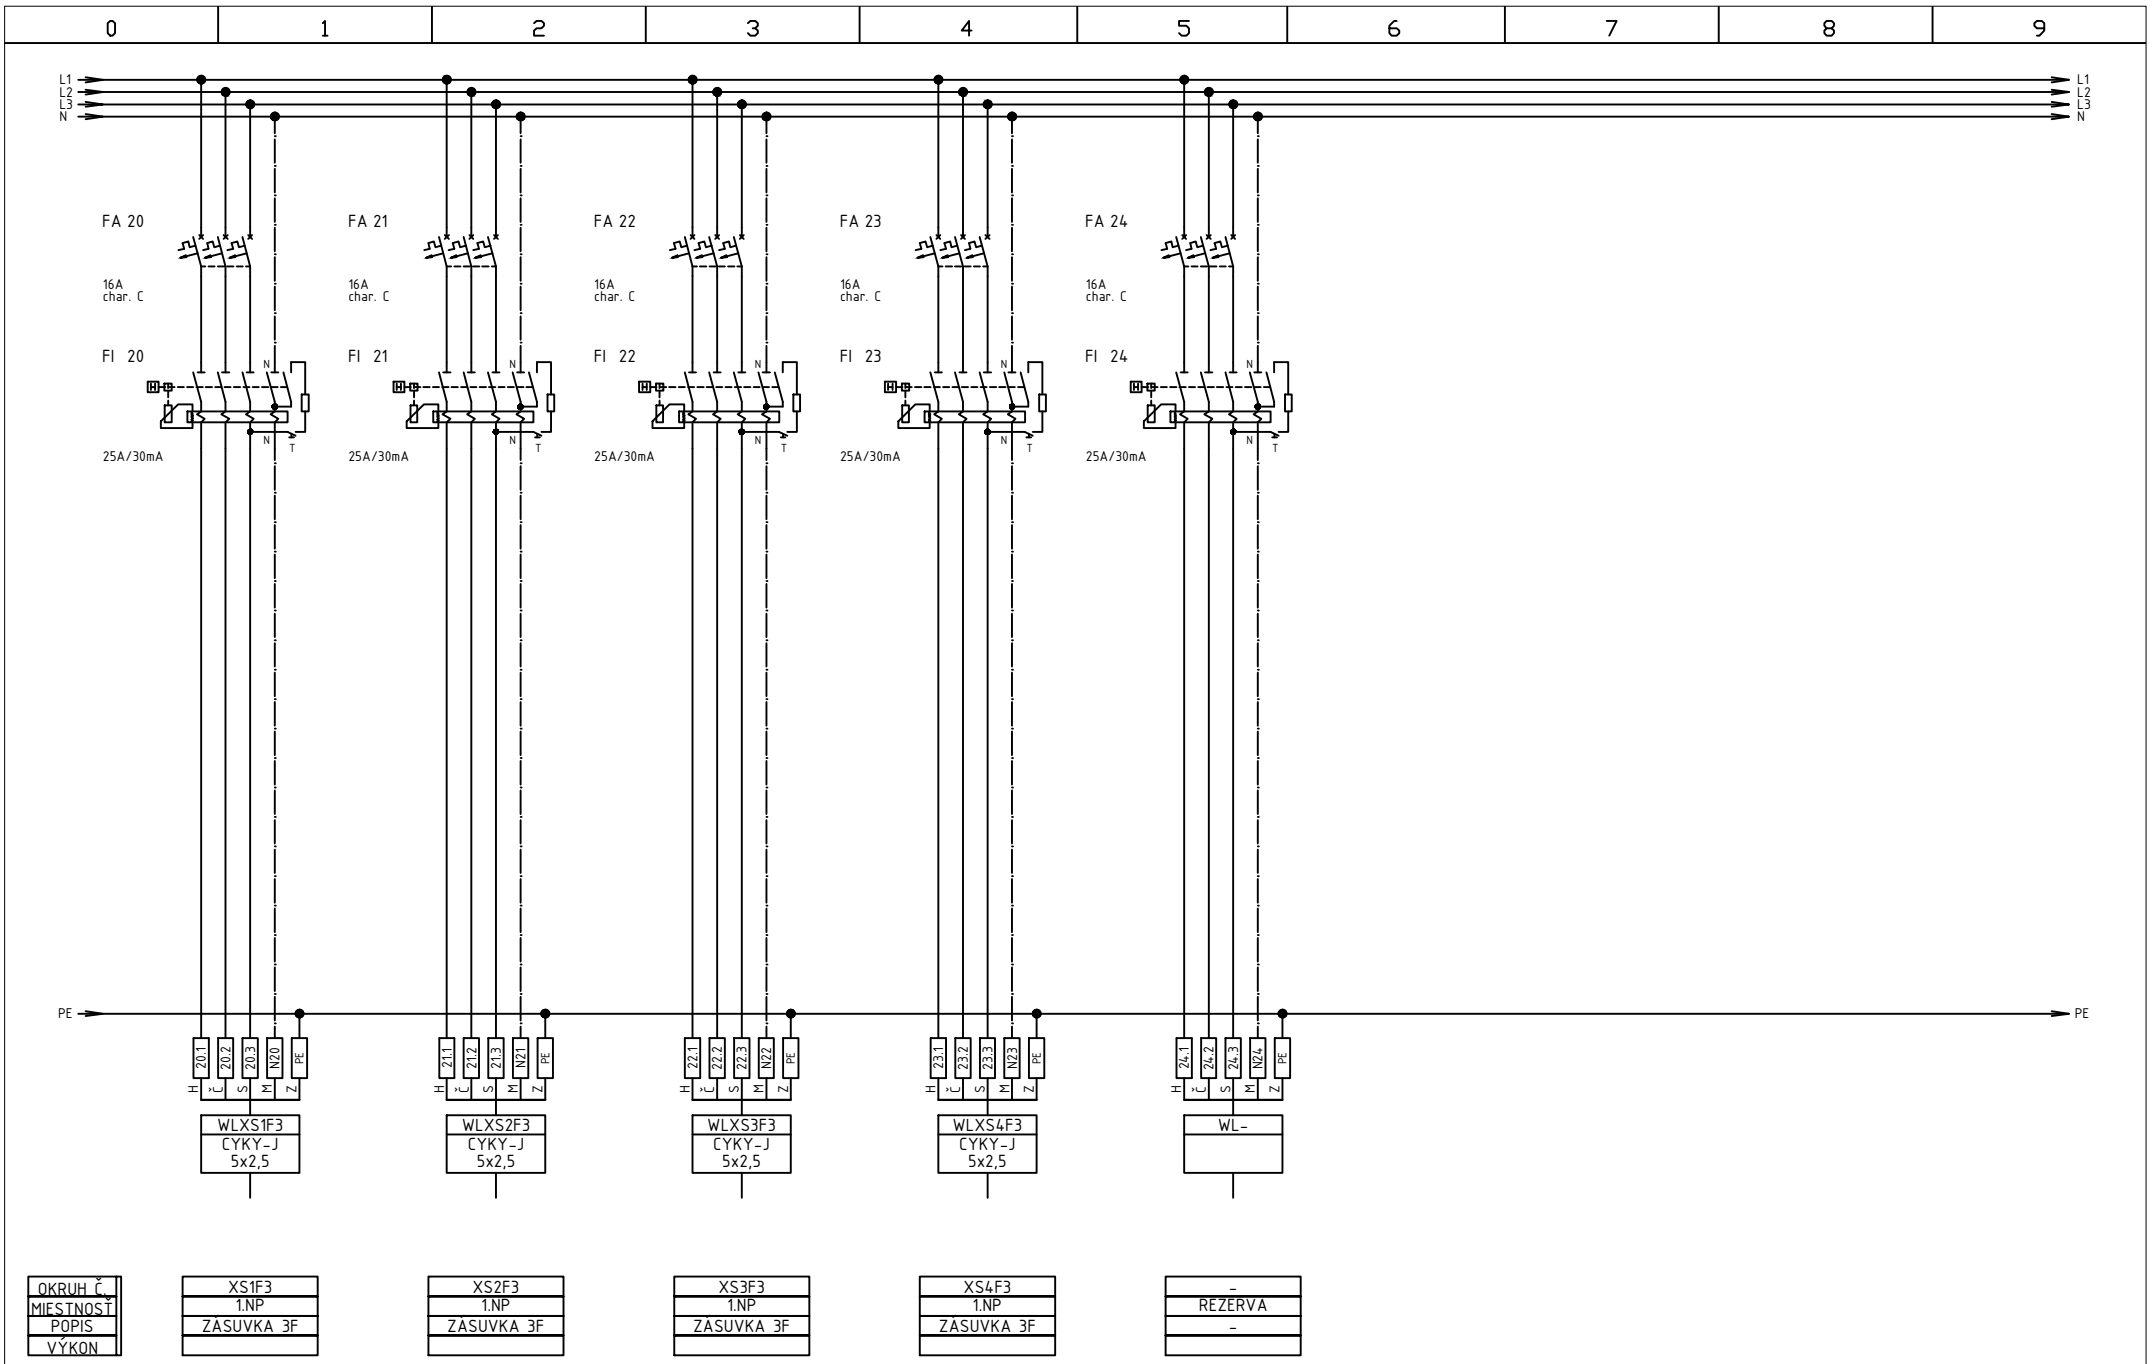 0 1 2 3 4 5 6 7 8 9
L1 L1
L2 L2
L3 L3
N N
FA 20 FA 21 FA 22 FA 23 FA 24
16A 16A 16A 16A 16A
char. C char. C char. C char. C char. C
FI 20 FI 21 FI 22 FI 23 FI 24
N N N N N
H H H H H
N N N N N
T T T T T
25A/30mA 25A/30mA 25A/30mA 25A/30mA 25A/30mA
PE PE
20.1 20.2 20.3 N20 PE 21.1 21.2 21.3 N21 PE 22.1 22.2 22.3 N22 PE 23.1 23.2 23.3 N23 PE 24.1 24.2 24.3 N24 PE
H Č S M Z H Č S M Z H Č S M Z H Č S M Z H Č S M Z
WLXS1F3 WLXS2F3 WLXS3F3 WLXS4F3 WL-
CYKY-J CYKY-J CYKY-J CYKY-J
5x2,5 5x2,5 5x2,5 5x2,5
OKRUH Č. XS1F3 XS2F3 XS3F3 XS4F3 -
MIESTNOSŤ 1.NP 1.NP 1.NP 1.NP REZERVA
POPIS ZÁSUVKA 3F ZÁSUVKA 3F ZÁSUVKA 3F ZÁSUVKA 3F -
VÝKON